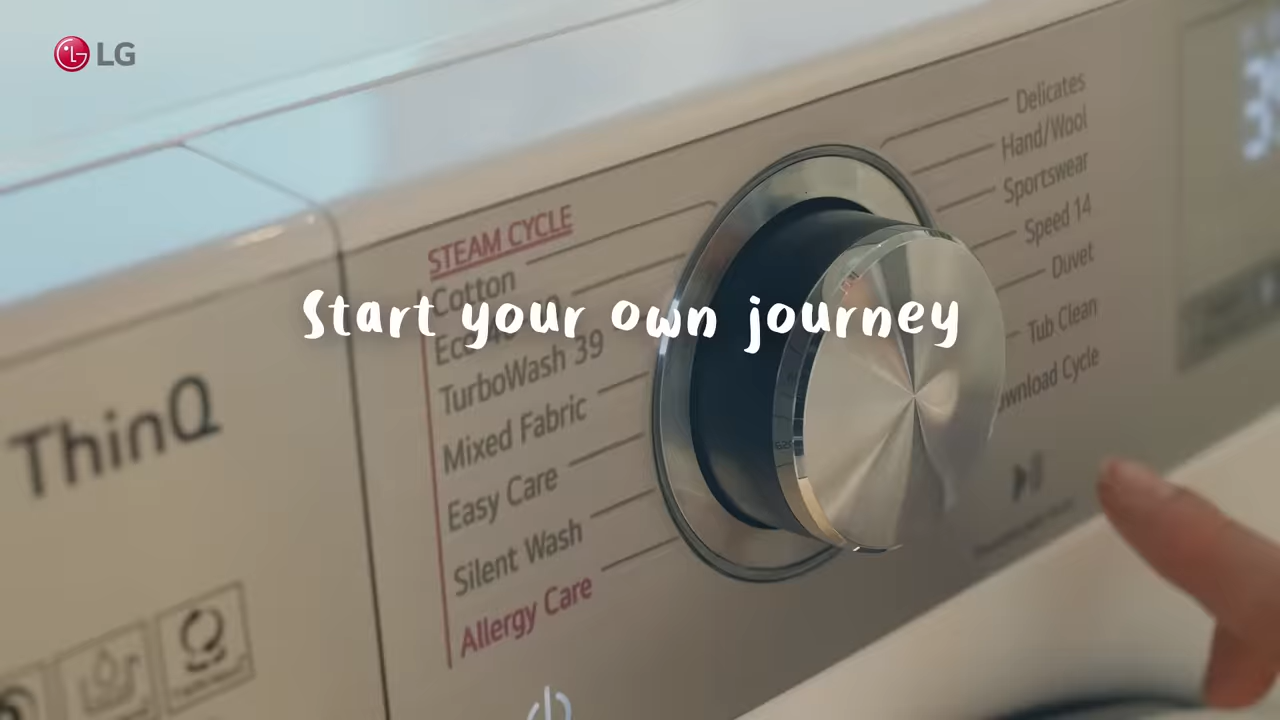 LG
Start your own journey
ThinQ
STEAM CYCLE
Cotton
TurboWash 39
Mixed Fabric
Easy Care
Silent Wash
Allergy Care
Delicates
Hand/Wool
Sportswear
Speed 14
Duvet
Tub Clean
Cycle